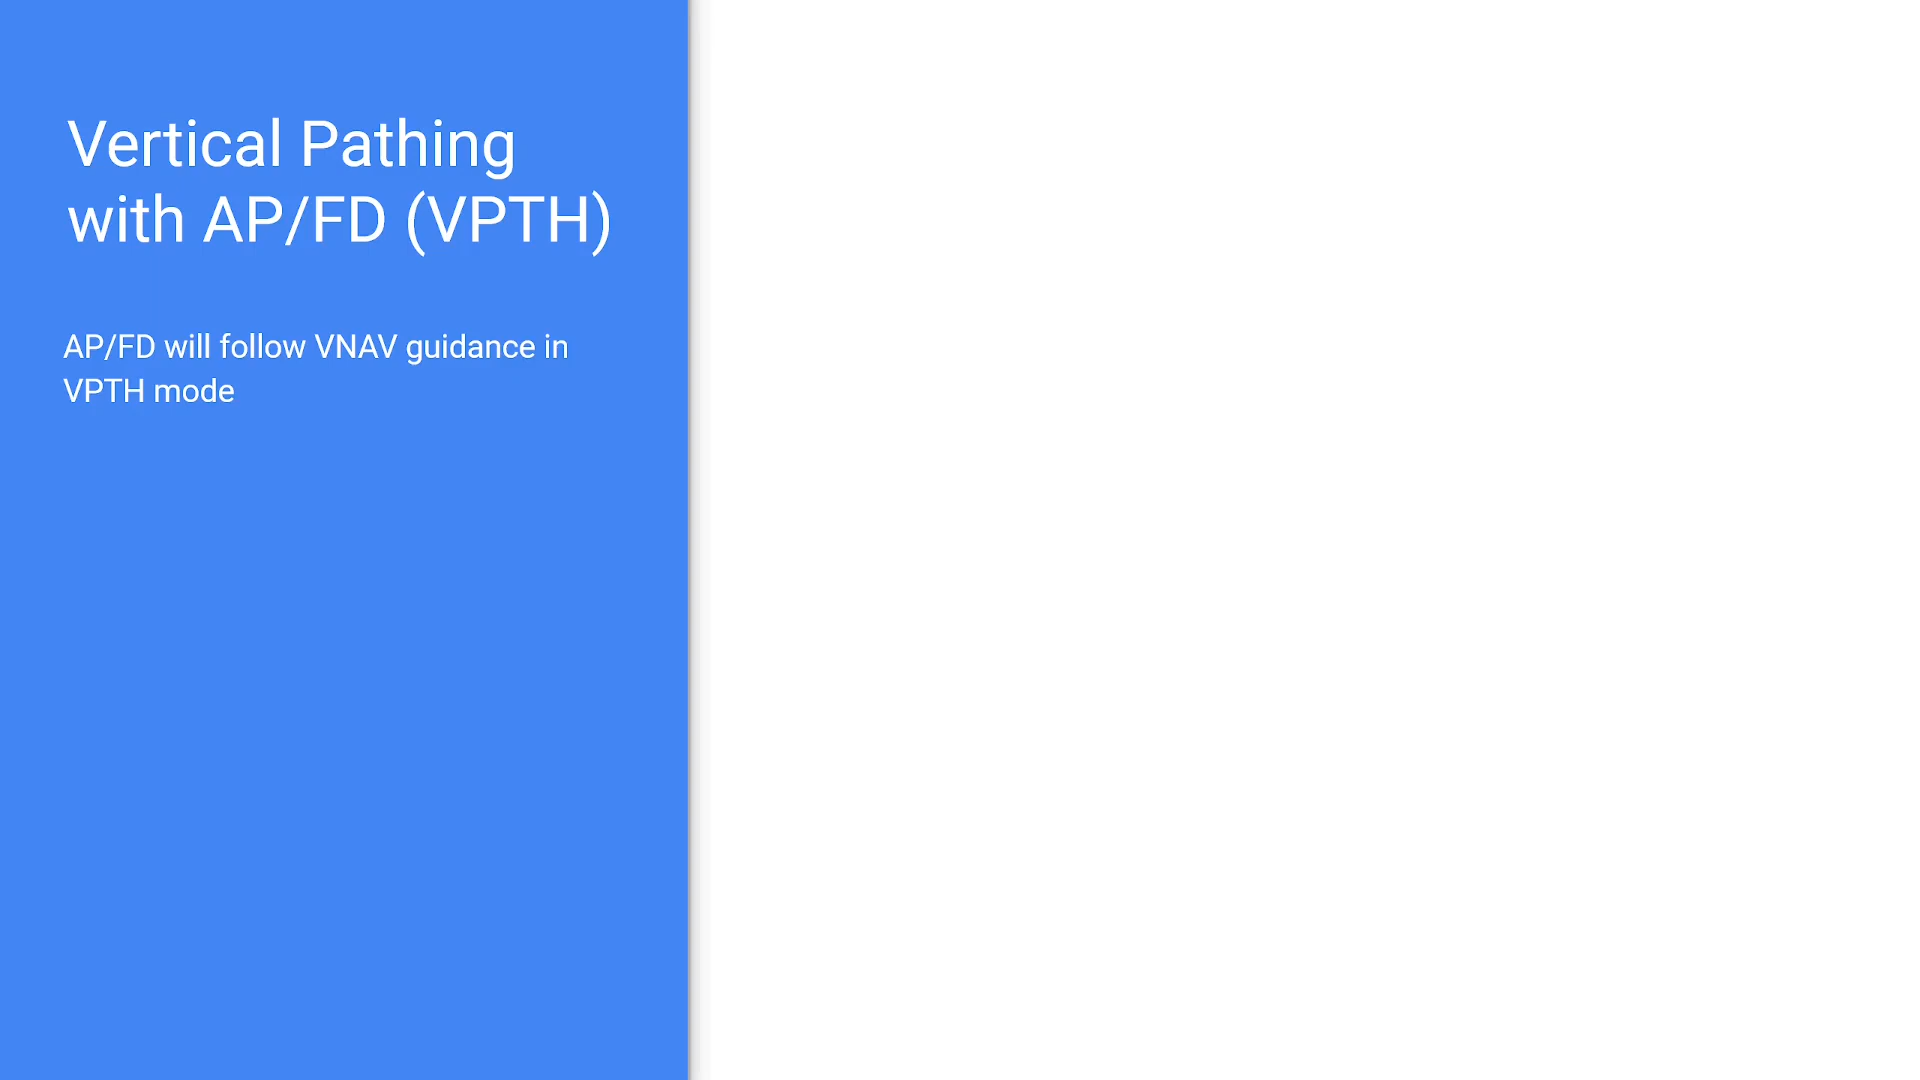 Vertical Pathing
with AP/FD (VPTH)
AP/FD will follow VNAV guidance in
VPTH mode